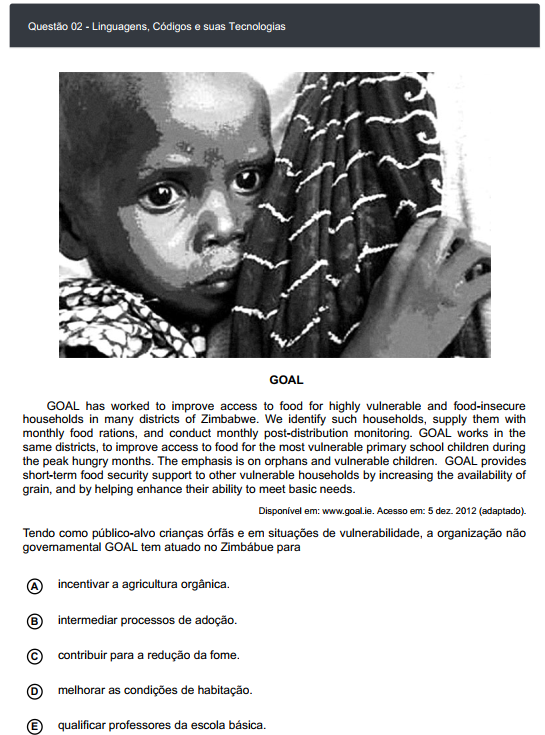 Questão 02 - Linguagens, Códigos e suas Tecnologias
GOAL
GOAL has worked to improve access to food for highly vulnerable and food-insecure
households in many districts of Zimbabwe. We identify such households, supply them with
monthly food rations, and conduct monthly post-distribution monitoring. GOAL works in the
same districts, to improve access to food for the most vulnerable primary school children during
the peak hungry months. The emphasis is on orphans and vulnerable children. GOAL provides
short-term food security support to other vulnerable households by increasing the availability of
grain, and by helping enhance their ability to meet basic needs.
Disponível em: www.goal.ie. Acesso em: 5 dez. 2012 (adaptado).
Tendo como público-alvo crianças órfãs e em situações de vulnerabilidade, a organização não
governamental GOAL tem atuado no Zimbábue para
A incentivar a agricultura orgânica.
B intermediar processos de adoção.
C contribuir para a redução da fome.
D melhorar as condições de habitação.
E qualificar professores da escola básica.